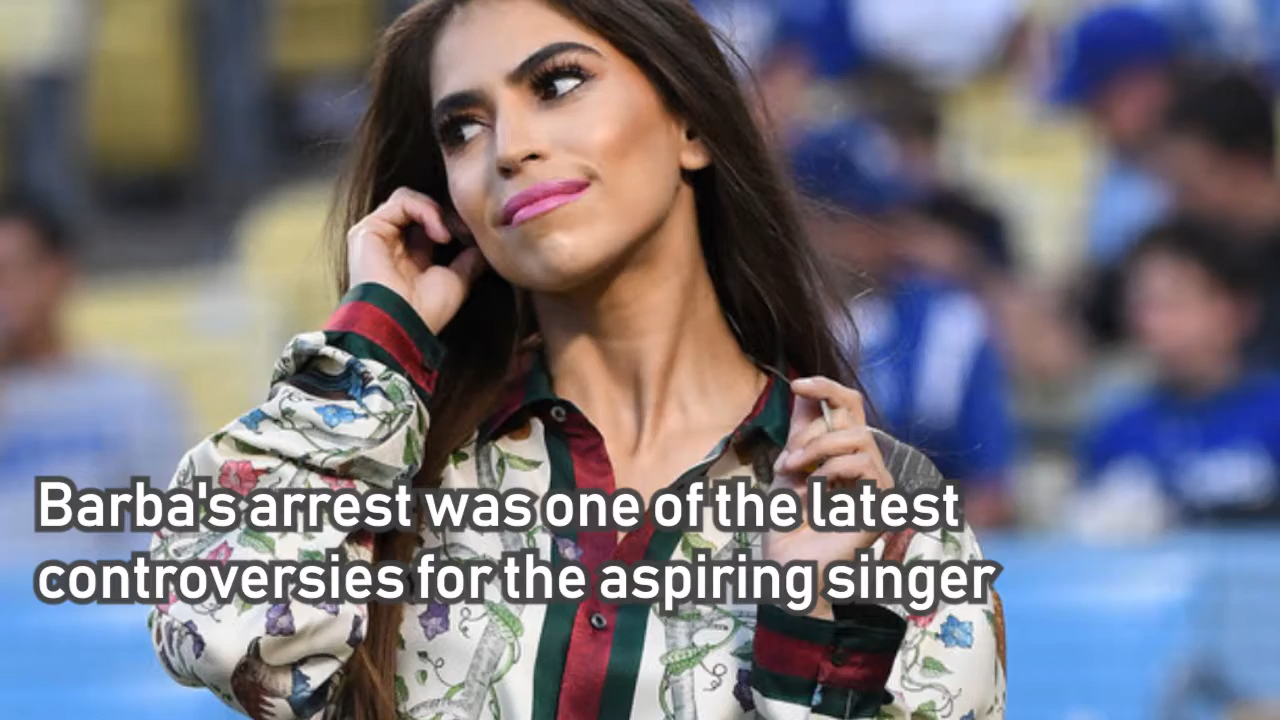 Barba's arrest was one of the latest
controversies for the aspiring singer